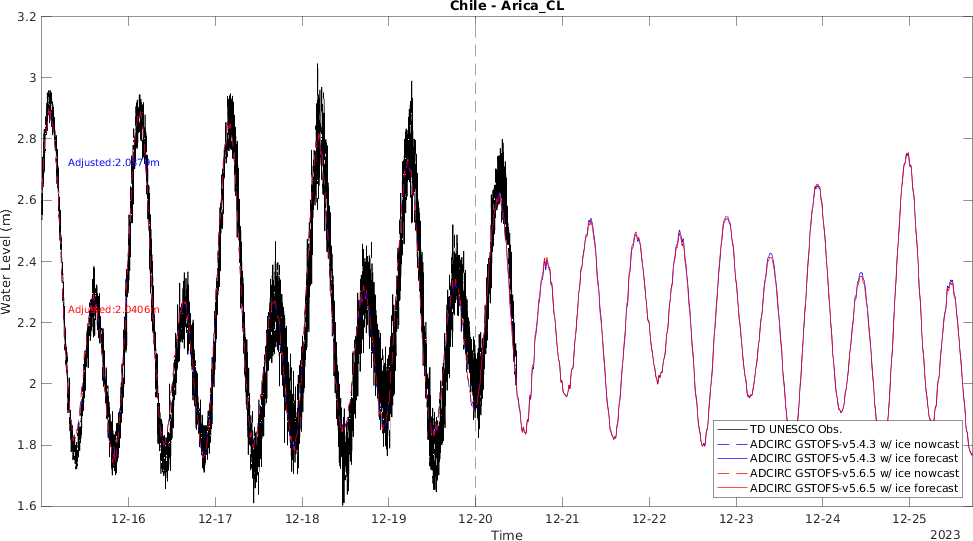 Chile - Arica_CL
3.2
3
2.8
2.6
2.4
2.2
2
1.8
1.6
Water Level (m)
Adjusted:2.0406m
TD UNESCO Obs.
ADCIRC GSTOFS-v5.4.3 w/ ice nowcast
ADCIRC GSTOFS-v5.4.3 w/ ice forecast
ADCIRC GSTOFS-v5.6.5 w/ ice nowcast
ADCIRC GSTOFS-v5.6.5 w/ ice forecast
12-16 12-17 12-18 12-19 12-20 12-21 12-22 12-23 12-24 12-25
Time
2023